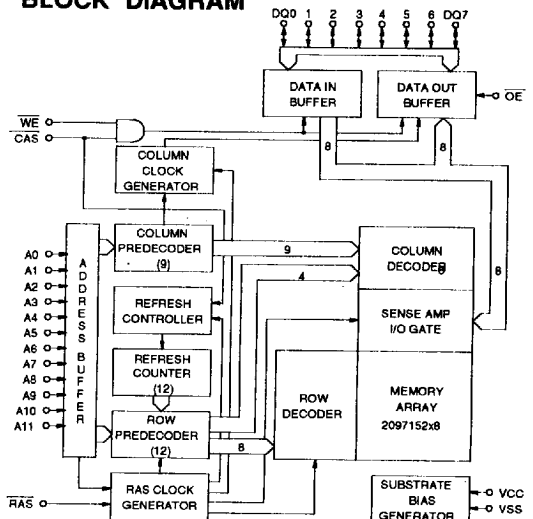 BLOCK DIAGRAM
DQ0 1 2 3 4 5 6 DQ7
DATA IN
BUFFER
DATA OUT
BUFFER
OE
WE
CAS
8
8
COLUMN
CLOCK
GENERATOR
COLUMN
PREDECODER
(9)
9
4
COLUMN
DECODER
8
8
A0
A1
A2
A3
A4
A5
A6
A7
A8
A9
A10
A11
ADDRESS BUFFER
REFRESH
CONTROLLER
SENSE AMP
I/O GATE
REFRESH
COUNTER
(12)
ROW
PREDECODER
(12)
8
ROW
DECODER
MEMORY
ARRAY
2097152x8
RAS
RAS CLOCK
GENERATOR
SUBSTRATE
BIAS
GENERATOR
VCC
VSS